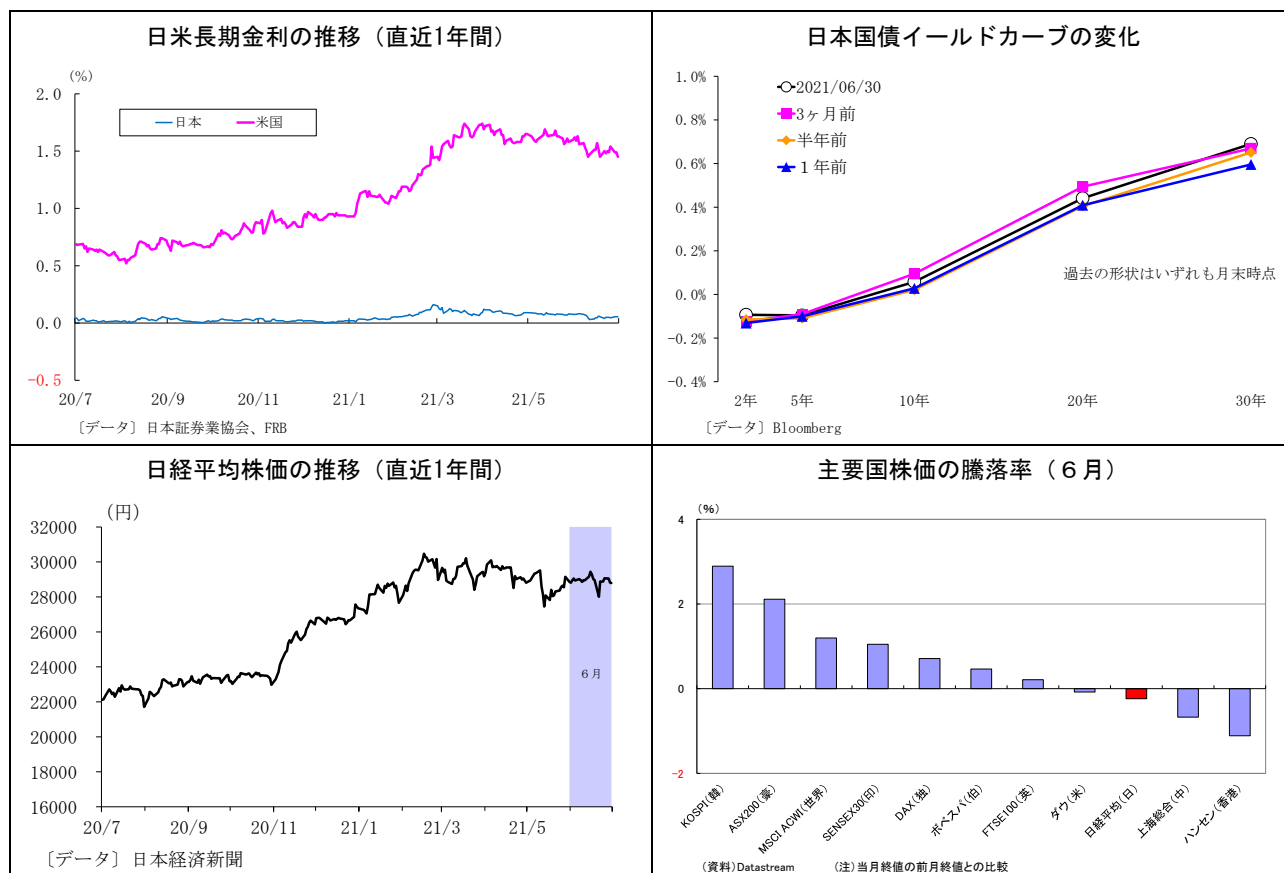 日米長期金利の推移（直近1年間）
(%)
2.0
1.5
1.0
0.5
0.0
-0.5
日本
米国
20/7
20/9
20/11
21/1
21/3
21/5
〔データ〕日本証券業協会、FRB
日本国債イールドカーブの変化
1.0%
0.8%
0.6%
0.4%
0.2%
0.0%
-0.2%
-0.4%
2021/06/30
3ヶ月前
半年前
１年前
過去の形状はいずれも月末時点
2年
5年
10年
20年
30年
〔データ〕Bloomberg
日経平均株価の推移（直近1年間）
（円）
32000
30000
28000
26000
24000
22000
20000
18000
16000
６月
20/7
20/9
20/11
21/1
21/3
21/5
〔データ〕日本経済新聞
主要国株価の騰落率（６月）
（％）
4
2
0
-2
KOSPI（韓）
ASX200（豪）
MSCI ACWI（世界）
SENSEX30（印）
DAX（独）
ボベスパ（伯）
FTSE100（英）
ダウ（米）
日経平均（日）
上海総合（中）
ハンセン（香港）
（資料）Datastream
（注）当月終値の前月終値との比較